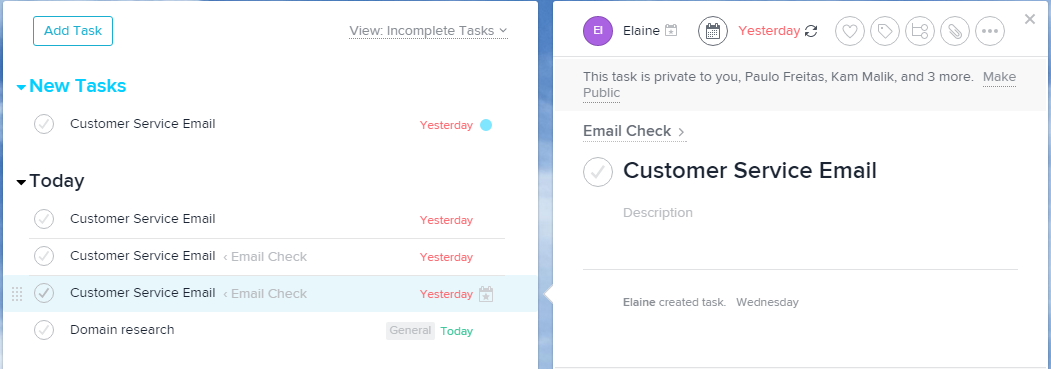 Add Task
View: Incomplete Tasks
New Tasks
Customer Service Email Yesterday
Today
Customer Service Email Yesterday
Customer Service Email ‹ Email Check Yesterday
Customer Service Email ‹ Email Check Yesterday
Domain research General Today
EI Elaine Yesterday
This task is private to you, Paulo Freitas, Kam Malik, and 3 more. Make
Public
Email Check >
Customer Service Email
Description
Elaine created task. Wednesday